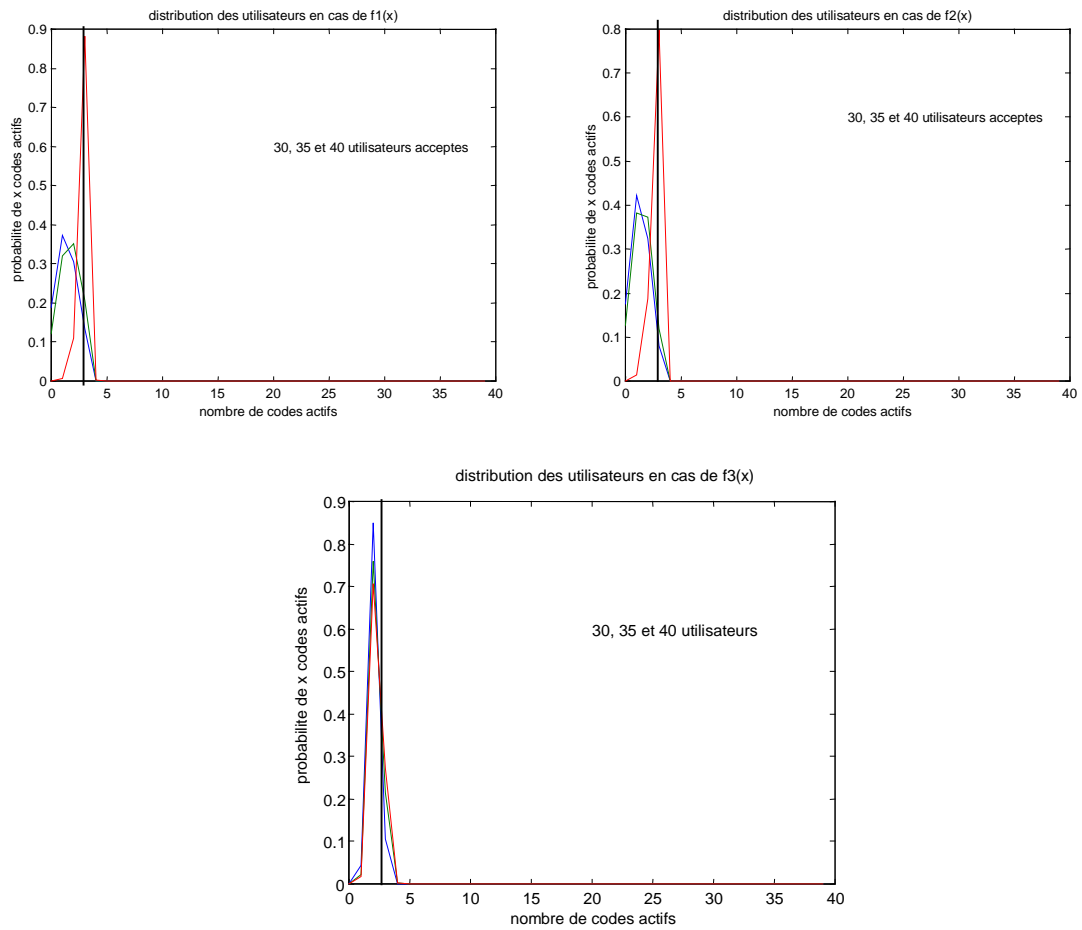 distribution des utilisateurs en cas de f1(x)
probabilite de x codes actifs
0.9
0.8
0.7
0.6
0.5
0.4
0.3
0.2
0.1
0
30, 35 et 40 utilisateurs acceptes
0 5 10 15 20 25 30 35 40
nombre de codes actifs
distribution des utilisateurs en cas de f2(x)
probabilite de x codes actifs
0.8
0.7
0.6
0.5
0.4
0.3
0.2
0.1
0
30, 35 et 40 utilisateurs acceptes
0 5 10 15 20 25 30 35 40
nombre de codes actifs
distribution des utilisateurs en cas de f3(x)
probabilite de x codes actifs
0.9
0.8
0.7
0.6
0.5
0.4
0.3
0.2
0.1
0
30, 35 et 40 utilisateurs
0 5 10 15 20 25 30 35 40
nombre de codes actifs